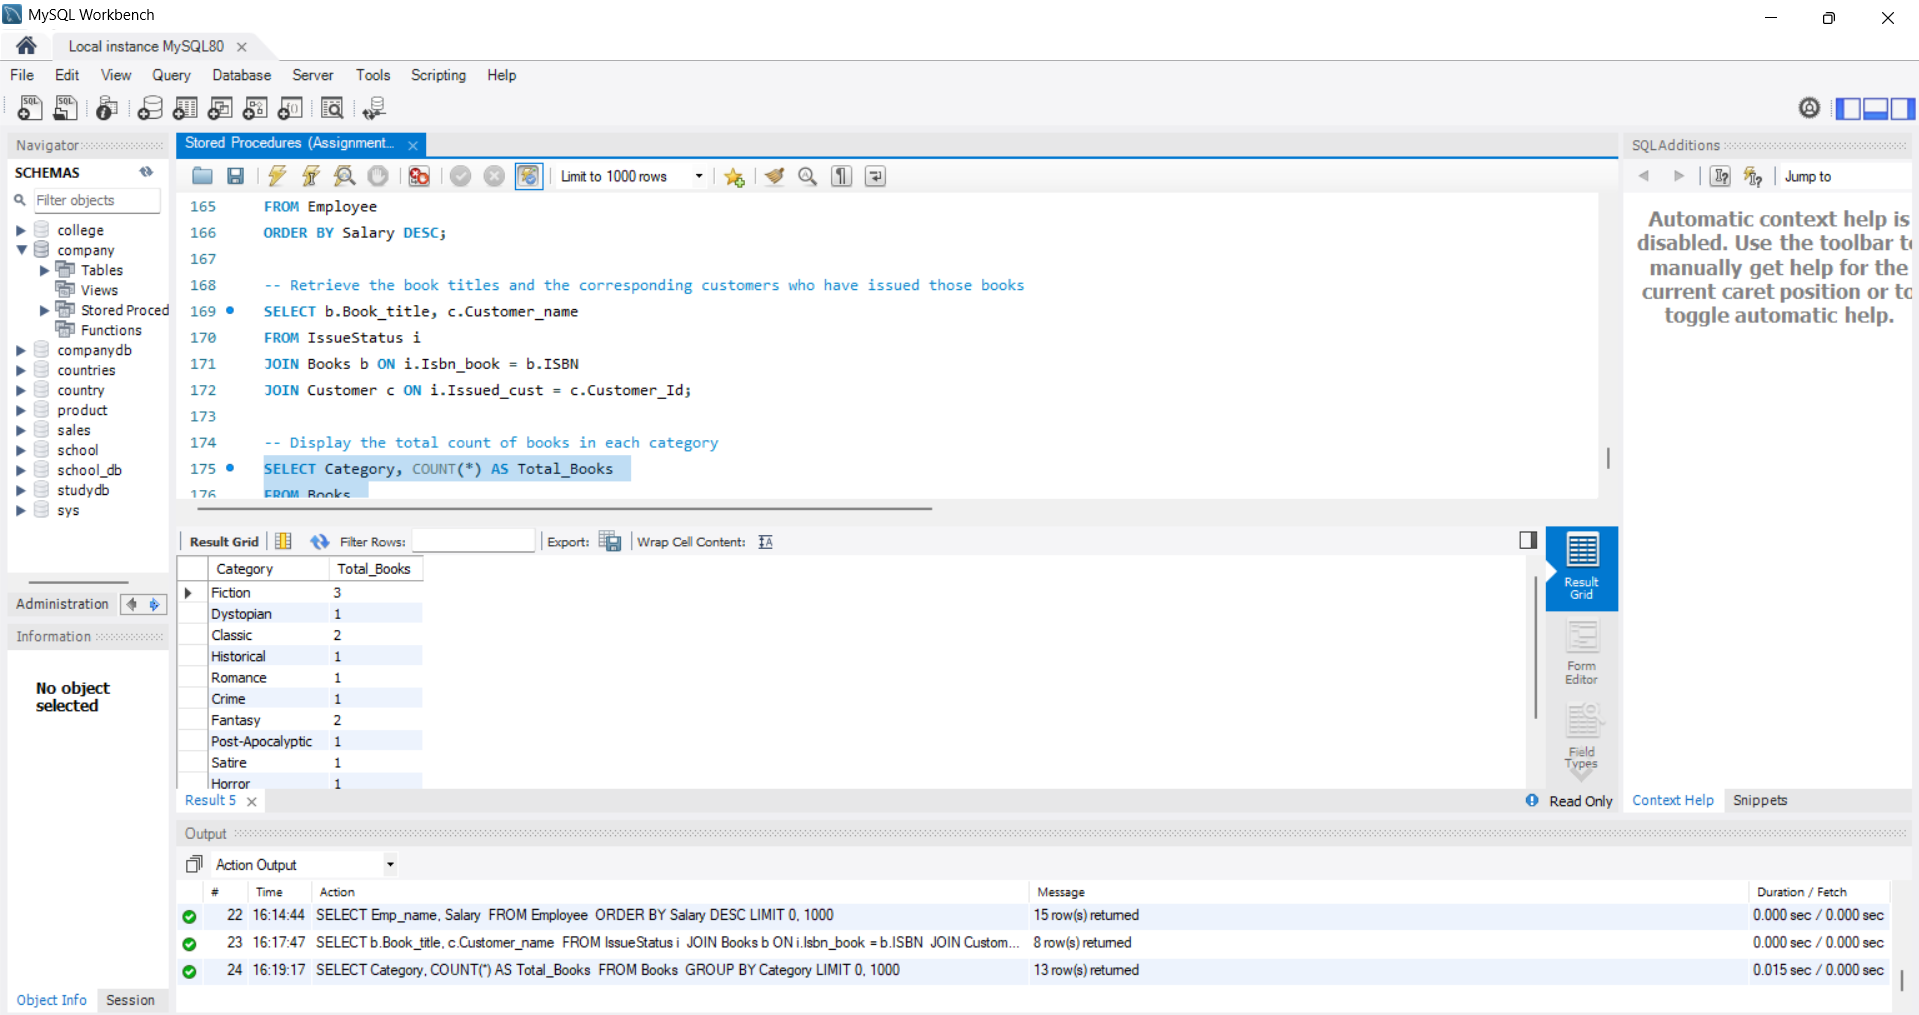 MySQL Workbench
Local instance MySQL80
File Edit View Query Database Server Tools Scripting Help
Navigator
SCHEMAS
Filter objects
college
company
Tables
Views
Stored Proced
Functions
companydb
countries
country
product
sales
school
school_db
studydb
sys
Administration
Information
No object
selected
Object Info Session
Stored Procedures (Assignment...
Limit to 1000 rows
165 FROM Employee
166 ORDER BY Salary DESC;
167
168 -- Retrieve the book titles and the corresponding customers who have issued those books
169 SELECT b.Book_title, c.Customer_name
170 FROM IssueStatus i
171 JOIN Books b ON i.Isbn_book = b.ISBN
172 JOIN Customer c ON i.Issued_cust = c.Customer_Id;
173
174 -- Display the total count of books in each category
175 SELECT Category, COUNT(*) AS Total_Books
176 FROM Books
Result Grid Filter Rows: Export: Wrap Cell Content:
Category Total_Books
Fiction 3
Dystopian 1
Classic 2
Historical 1
Romance 1
Crime 1
Fantasy 2
Post-Apocalyptic 1
Satire 1
Horror 1
Result
Grid
Form
Editor
Field
Types
Result 5
Read Only
SQLAdditions
Jump to
Automatic context help is
disabled. Use the toolbar to
manually get help for the
current caret position or to
toggle automatic help.
Context Help Snippets
Output
Action Output
# Time Action Message Duration / Fetch
22 16:14:44 SELECT Emp_name, Salary FROM Employee ORDER BY Salary DESC LIMIT 0, 1000 15 row(s) returned 0.000 sec / 0.000 sec
23 16:17:47 SELECT b.Book_title, c.Customer_name FROM IssueStatus i JOIN Books b ON i.Isbn_book = b.ISBN JOIN Custom... 8 row(s) returned 0.000 sec / 0.000 sec
24 16:19:17 SELECT Category, COUNT(*) AS Total_Books FROM Books GROUP BY Category LIMIT 0, 1000 13 row(s) returned 0.015 sec / 0.000 sec